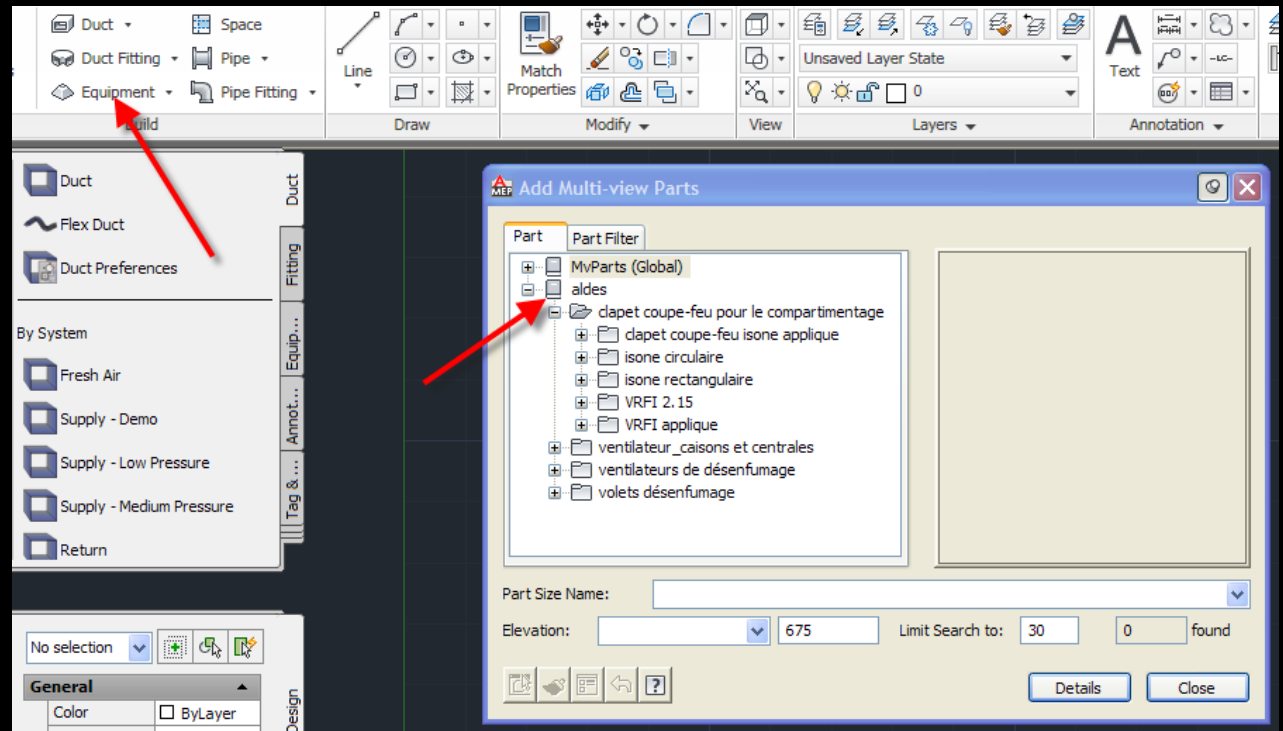 Duct
Space
Duct Fitting
Pipe
Equipment
Pipe Fitting
Build
Line
Draw
Match
Properties
Modify
View
Unsaved Layer State
0
Layers
A
Text
-LC-
Annotation
Duct
Flex Duct
Duct Preferences
By System
Fresh Air
Supply - Demo
Supply - Low Pressure
Supply - Medium Pressure
Return
Duct
Fitting
Equip...
Annot...
Tag & ...
No selection
General
Color
ByLayer
Design
MEP
Add Multi-view Parts
Part
Part Filter
MvParts (Global)
aldes
clapet coupe-feu pour le compartimentage
clapet coupe-feu isone applique
isone circulaire
isone rectangulaire
VRFI 2.15
VRFI applique
ventilateur_caisons et centrales
ventilateurs de désenfumage
volets désenfumage
Part Size Name:
Elevation:
675
Limit Search to:
30
0
found
Details
Close